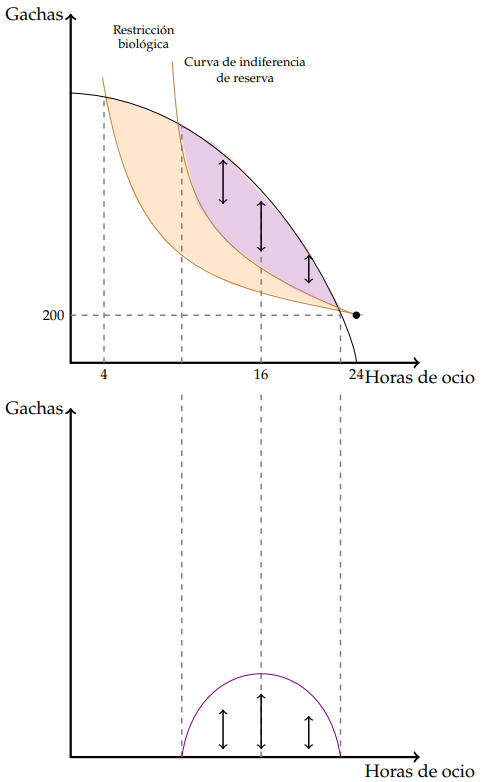 Gachas
Restricción
biológica
Curva de indiferencia
de reserva
200
4
16
24
Horas de ocio
Gachas
Horas de ocio